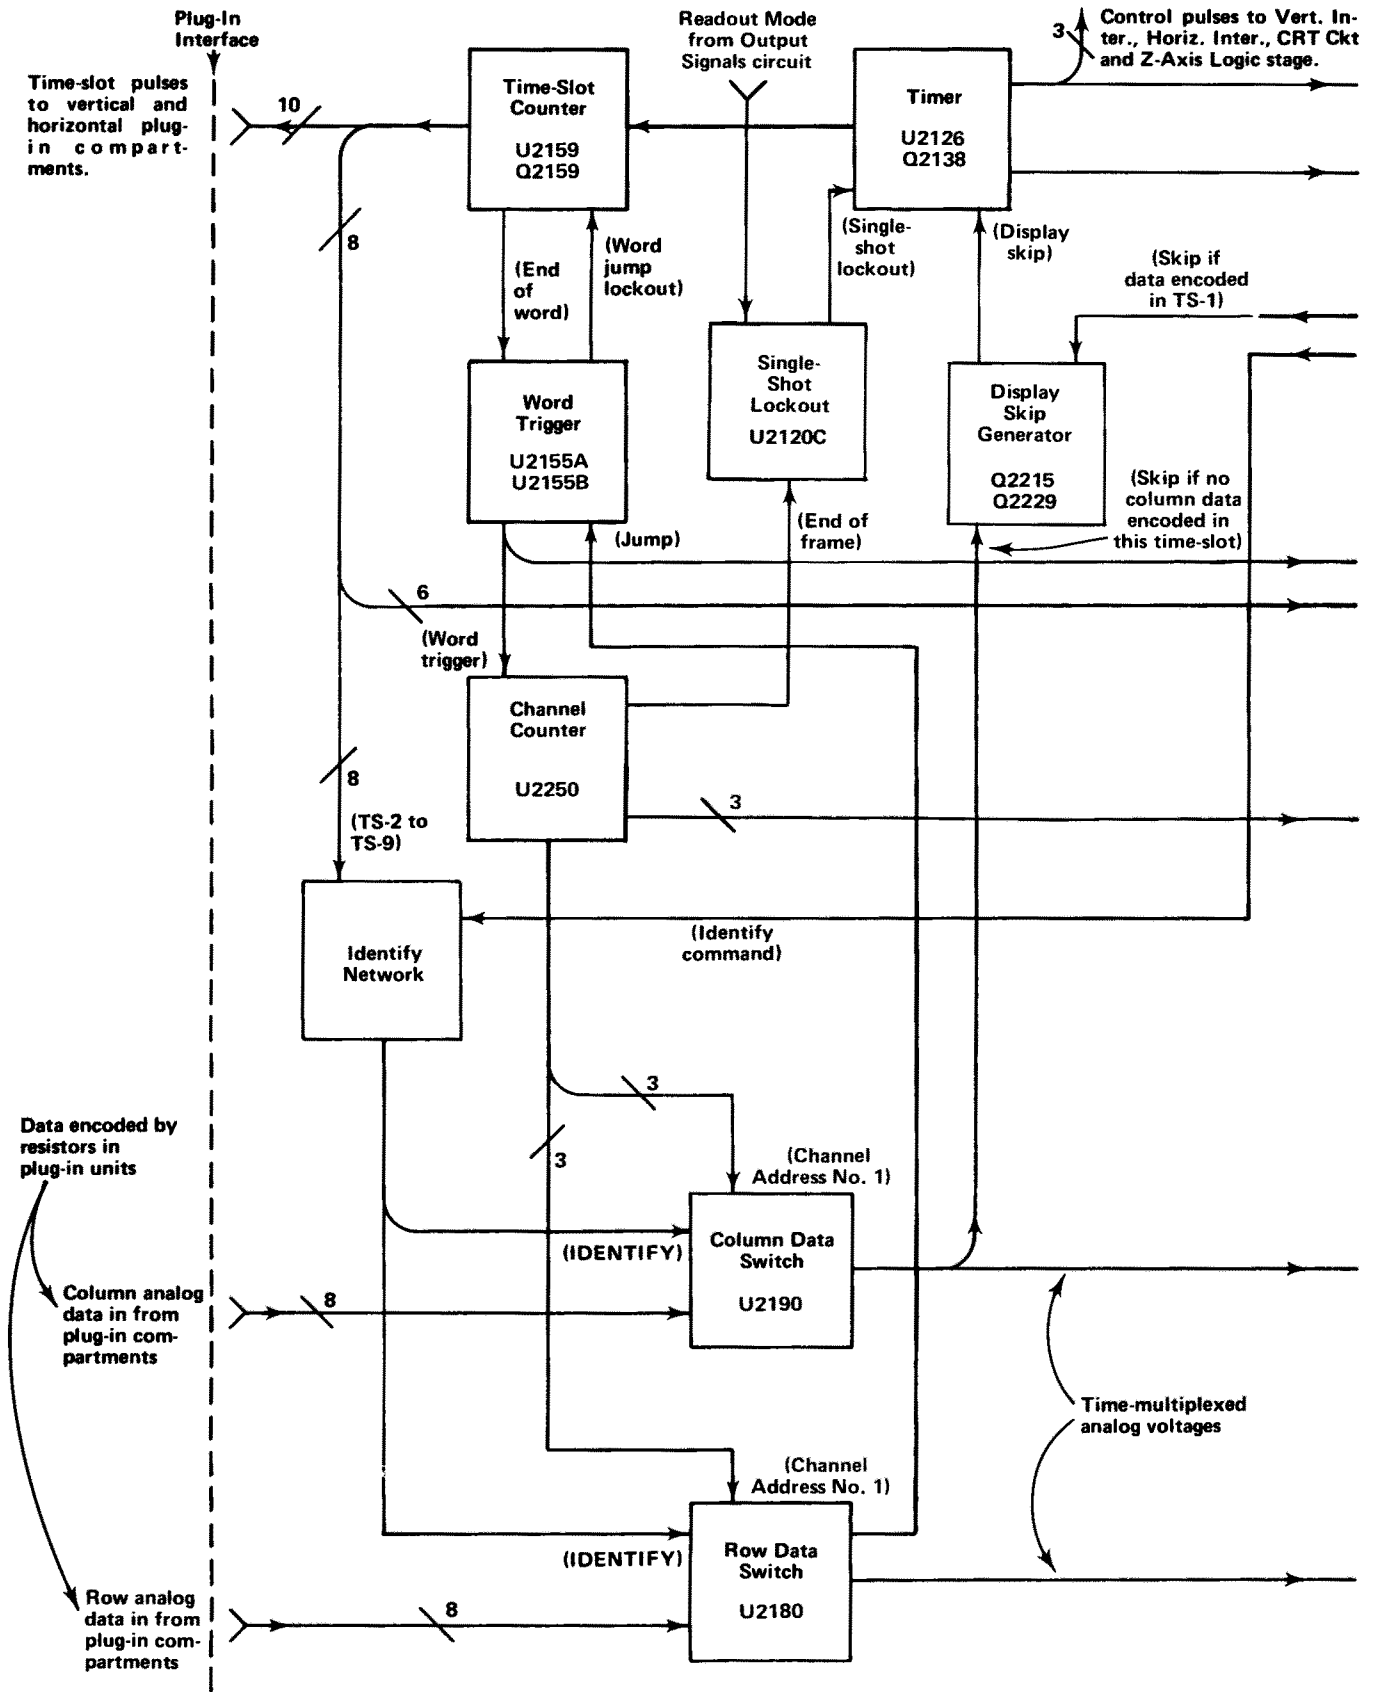 Plug-In
Interface
Time-slot pulses
to vertical and
horizontal plug-
in compart-
ments.
10
8
Time-Slot
Counter
U2159
Q2159
Readout Mode
from Output
Signals circuit
Timer
U2126
Q2138
3
Control pulses to Vert. In-
ter., Horiz. Inter., CRT Ckt
and Z-Axis Logic stage.
(End
of
word)
(Word
jump
lockout)
(Single-
shot
lockout)
(Display
skip)
(Skip if
data encoded
in TS-1)
Word
Trigger
U2155A
U2155B
Single-
Shot
Lockout
U2120C
Display
Skip
Generator
Q2215
Q2229
(Skip if no
column data
encoded in
this time-slot)
(Jump)
(End of
frame)
6
(Word
trigger)
Channel
Counter
U2250
8
3
(TS-2 to
TS-9)
Identify
Network
(Identify
command)
3
3
Data encoded by
resistors in
plug-in units
(Channel
Address No. 1)
(IDENTIFY)
Column Data
Switch
U2190
Column analog
data in from
plug-in com-
partments
8
Time-multiplexed
analog voltages
(Channel
Address No. 1)
(IDENTIFY)
Row Data
Switch
U2180
Row analog
data in from
plug-in com-
partments
8